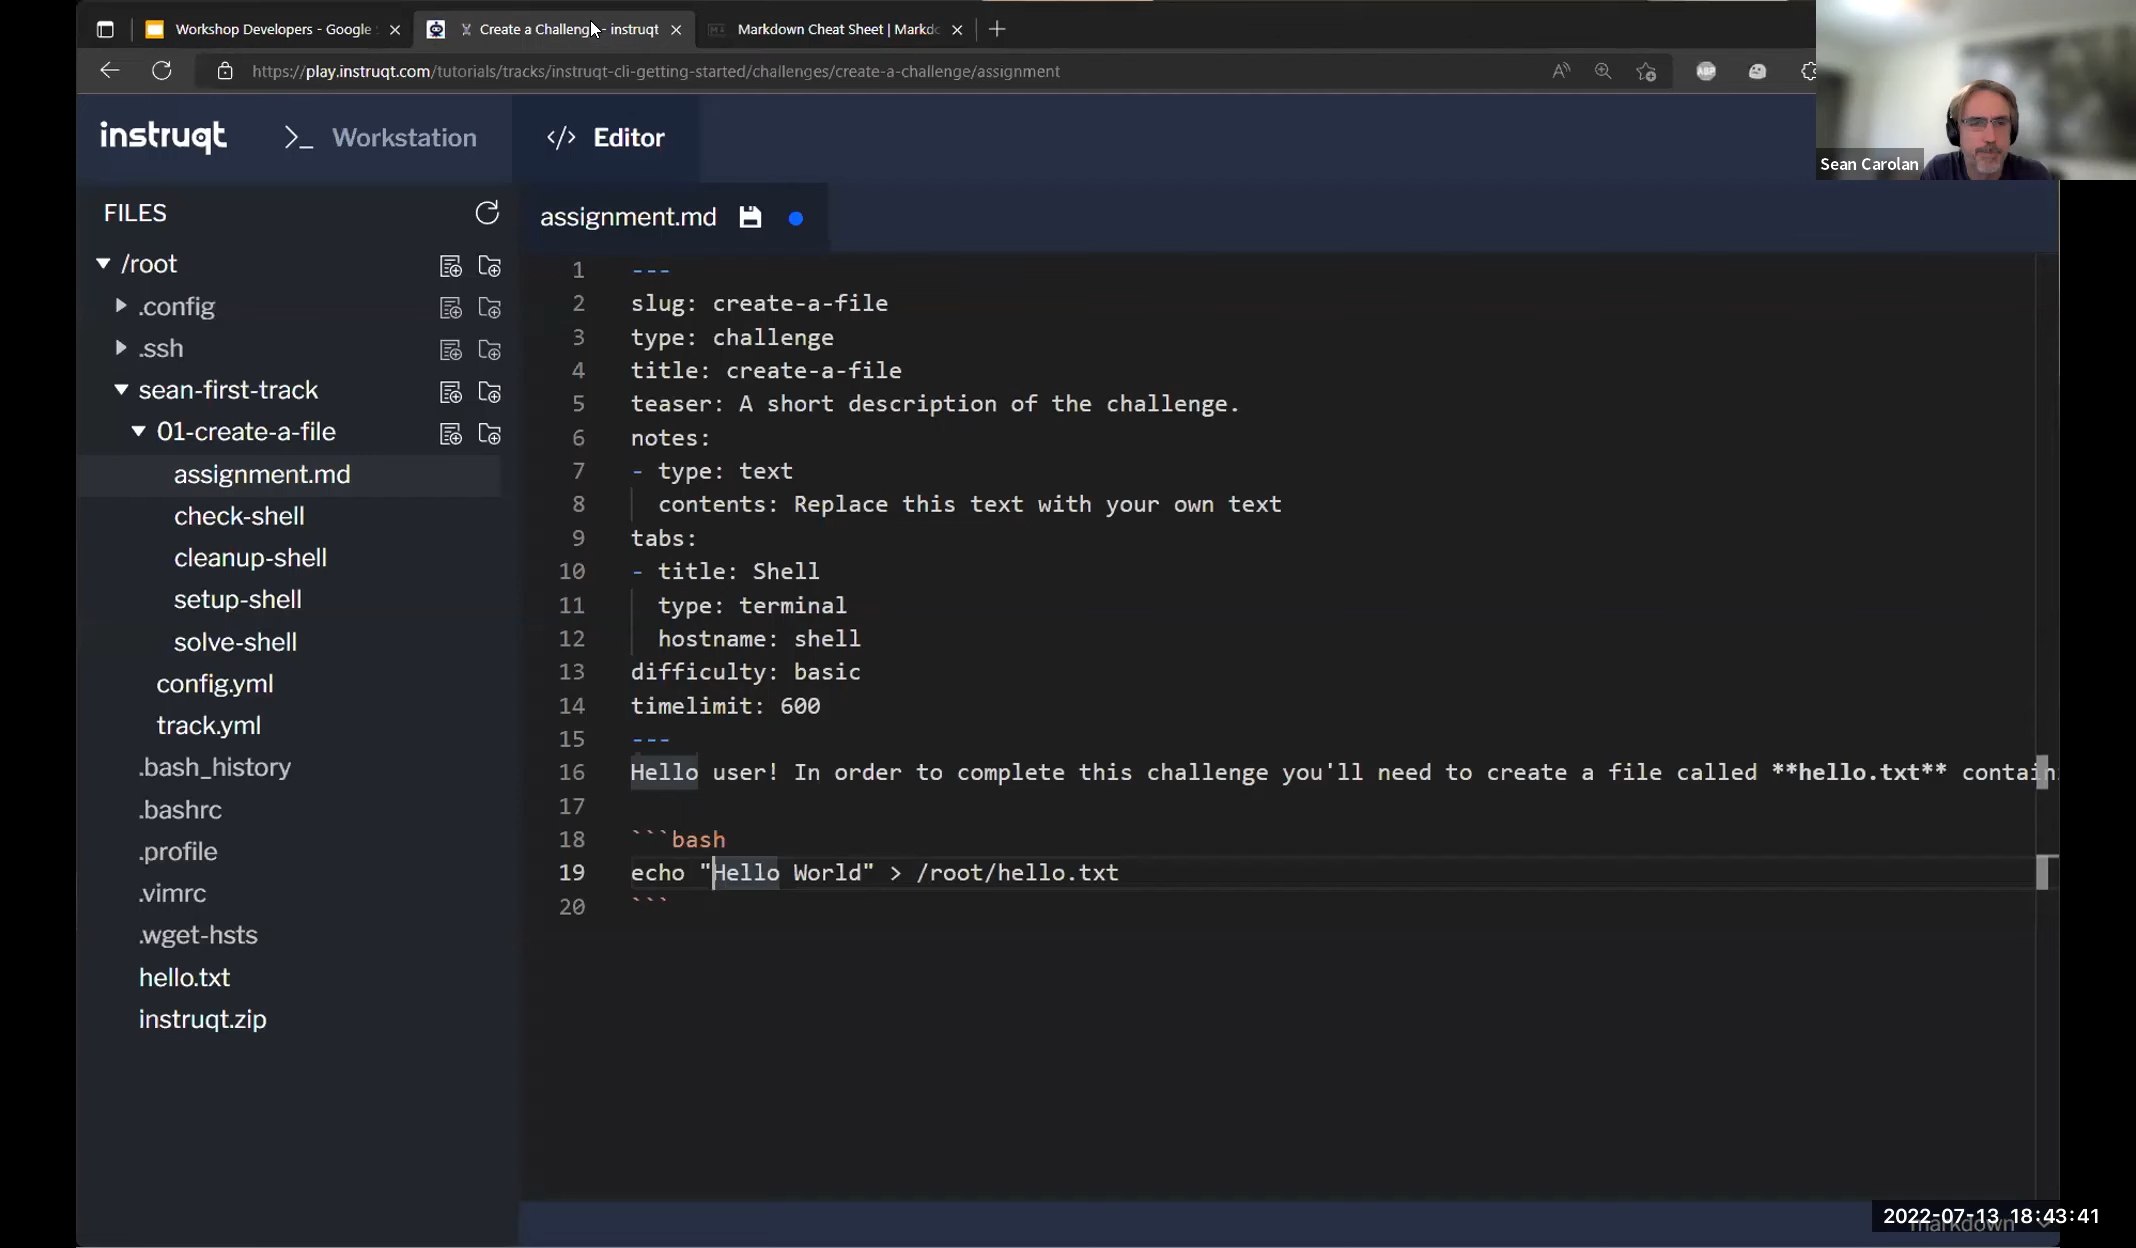 Workshop Developers - Google
Create a Challenge - instruqt
Markdown Cheat Sheet | Markdo
https://play.instruqt.com/tutorials/tracks/instruqt-cli-getting-started/challenges/create-a-challenge/assignment
ABP
Sean Carolan
instruqt
>_ Workstation
</> Editor
FILES
assignment.md
/root
.config
.ssh
sean-first-track
01-create-a-file
assignment.md
check-shell
cleanup-shell
setup-shell
solve-shell
config.yml
track.yml
.bash_history
.bashrc
.profile
.vimrc
.wget-hsts
hello.txt
instruqt.zip
1 ---
2 slug: create-a-file
3 type: challenge
4 title: create-a-file
5 teaser: A short description of the challenge.
6 notes:
7 - type: text
8 contents: Replace this text with your own text
9 tabs:
10 - title: Shell
11 type: terminal
12 hostname: shell
13 difficulty: basic
14 timelimit: 600
15 ---
16 Hello user! In order to complete this challenge you'll need to create a file called **hello.txt** contain
17
18 ```bash
19 echo "Hello World" > /root/hello.txt
20 ```
2022-07-13 18:43:41
markdown